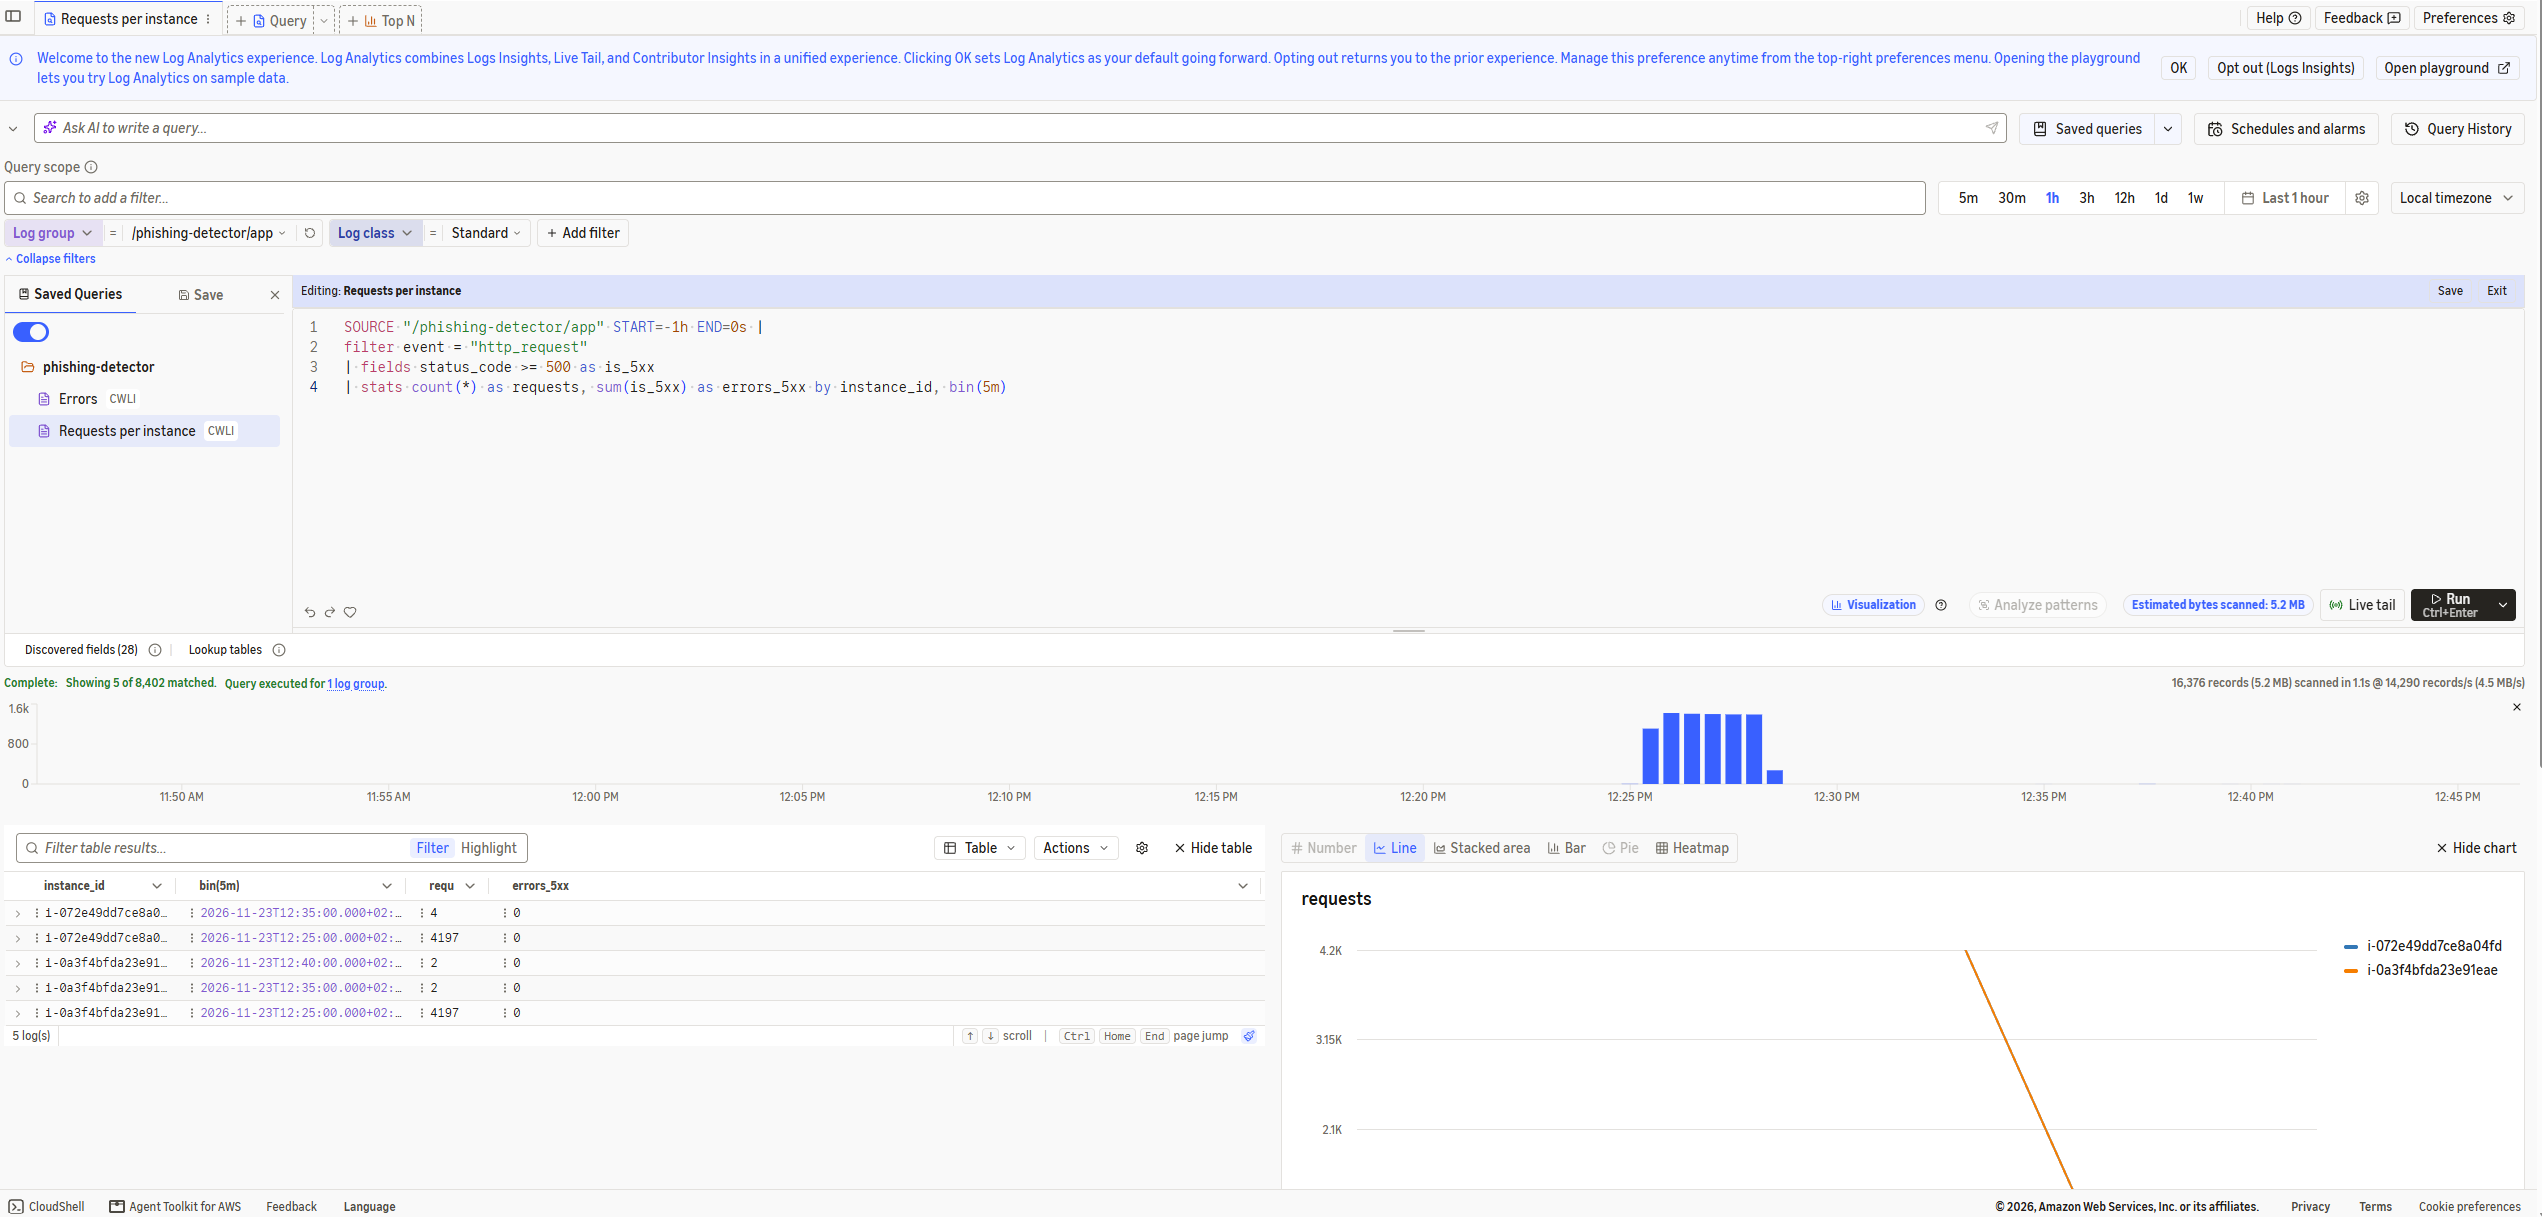 Requests per instance
+ Query
+ Top N
Help
Feedback
Preferences
Welcome to the new Log Analytics experience. Log Analytics combines Logs Insights, Live Tail, and Contributor Insights in a unified experience. Clicking OK sets Log Analytics as your default going forward. Opting out returns you to the prior experience. Manage this preference anytime from the top-right preferences menu. Opening the playground
lets you try Log Analytics on sample data.
OK
Opt out (Logs Insights)
Open playground
Ask AI to write a query...
Saved queries
Schedules and alarms
Query History
Query scope
Search to add a filter...
5m 30m 1h 3h 12h 1d 1w
Last 1 hour
Local timezone
Log group = /phishing-detector/app
Log class = Standard
+ Add filter
Collapse filters
Saved Queries
Save
Editing: Requests per instance
Save
Exit
phishing-detector
Errors CWLI
Requests per instance CWLI
1 SOURCE "/phishing-detector/app" START=-1h END=0s |
2 filter event = "http_request"
3 | fields status_code >= 500 as is_5xx
4 | stats count(*) as requests, sum(is_5xx) as errors_5xx by instance_id, bin(5m)
Visualization
Analyze patterns
Estimated bytes scanned: 5.2 MB
Live tail
Run
Ctrl+Enter
Discovered fields (28)
Lookup tables
Complete: Showing 5 of 8,402 matched. Query executed for 1 log group.
16,376 records (5.2 MB) scanned in 1.1s @ 14,290 records/s (4.5 MB/s)
1.6k
800
0
11:50 AM 11:55 AM 12:00 PM 12:05 PM 12:10 PM 12:15 PM 12:20 PM 12:25 PM 12:30 PM 12:35 PM 12:40 PM 12:45 PM
Filter table results...
Filter
Highlight
Table
Actions
Hide table
Number
Line
Stacked area
Bar
Pie
Heatmap
Hide chart
instance_id bin(5m) requ errors_5xx
i-072e49dd7ce8a0… 2026-11-23T12:35:00.000+02:… 4 0
i-072e49dd7ce8a0… 2026-11-23T12:25:00.000+02:… 4197 0
i-0a3f4bfda23e91… 2026-11-23T12:40:00.000+02:… 2 0
i-0a3f4bfda23e91… 2026-11-23T12:35:00.000+02:… 2 0
i-0a3f4bfda23e91… 2026-11-23T12:25:00.000+02:… 4197 0
5 log(s)
↑ ↓ scroll | Ctrl Home End page jump
requests
4.2K
3.15K
2.1K
i-072e49dd7ce8a04fd
i-0a3f4bfda23e91eae
CloudShell
Agent Toolkit for AWS
Feedback
Language
© 2026, Amazon Web Services, Inc. or its affiliates.
Privacy
Terms
Cookie preferences